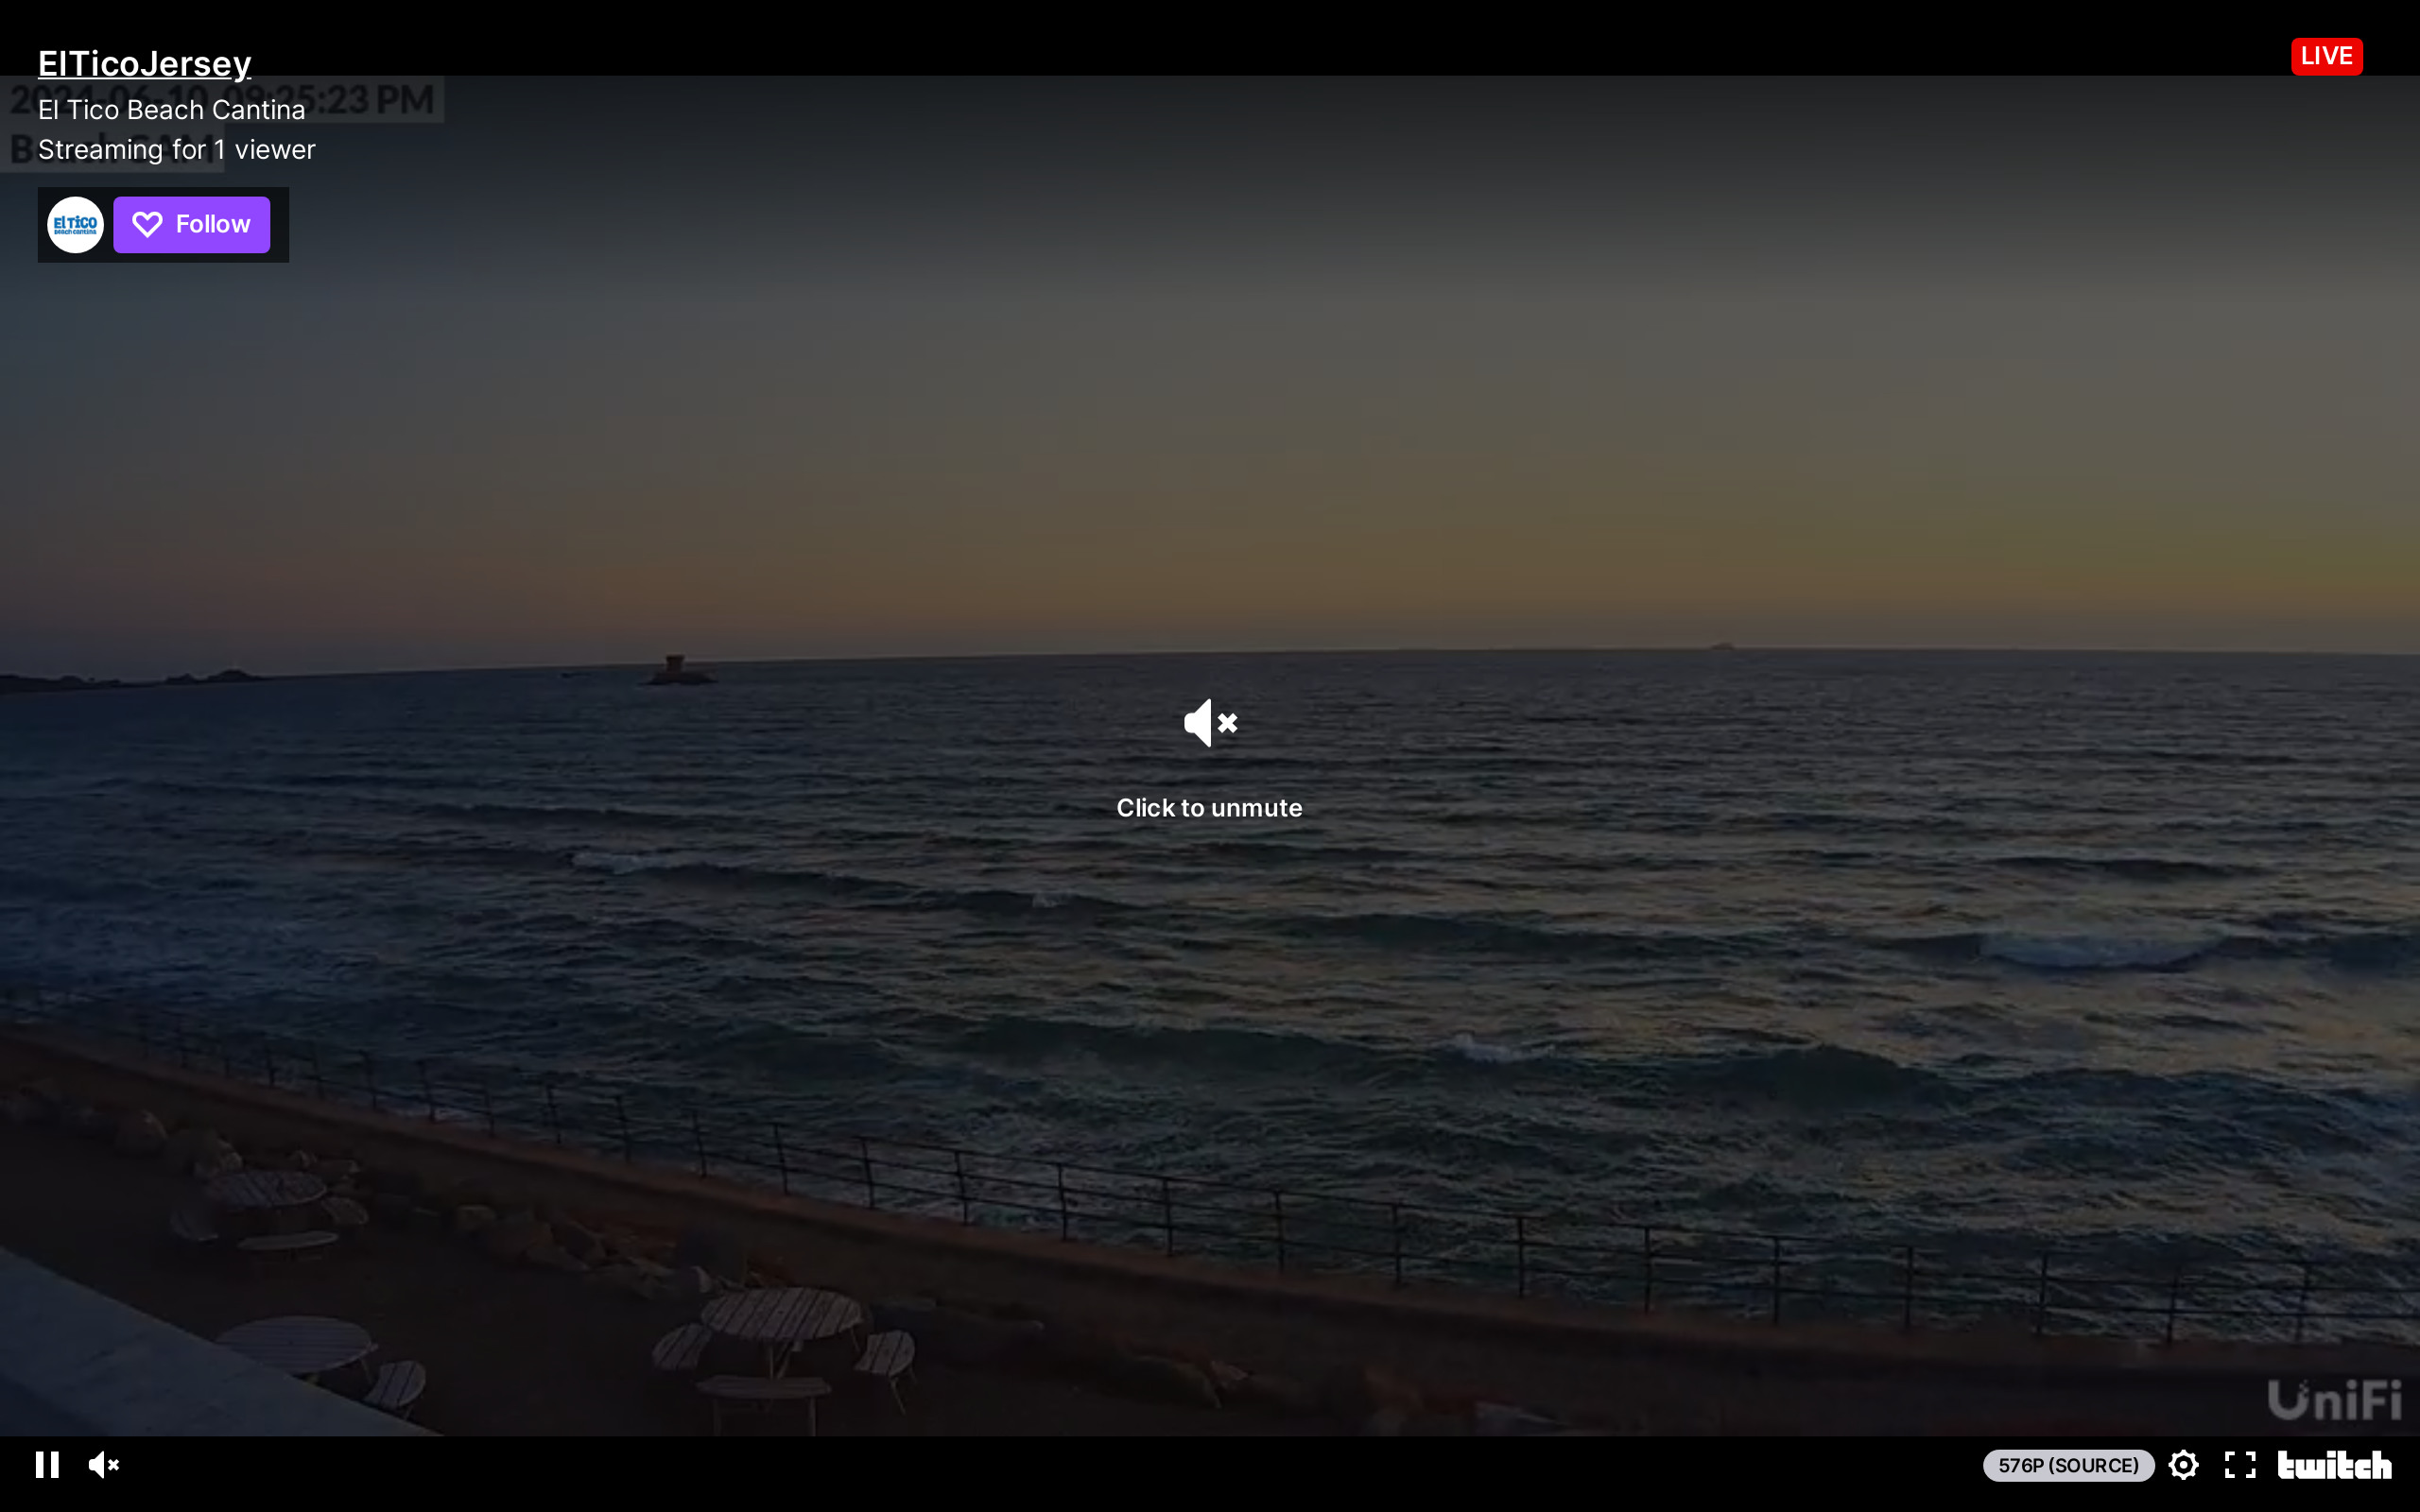 ElTicoJersey
LIVE
2024-06-10 09:25:23 PM
El Tico Beach Cantina
Streaming for 1 viewer
El Tico
Beach cantina
Follow
Click to unmute
UniFi
576P (SOURCE)
twitch